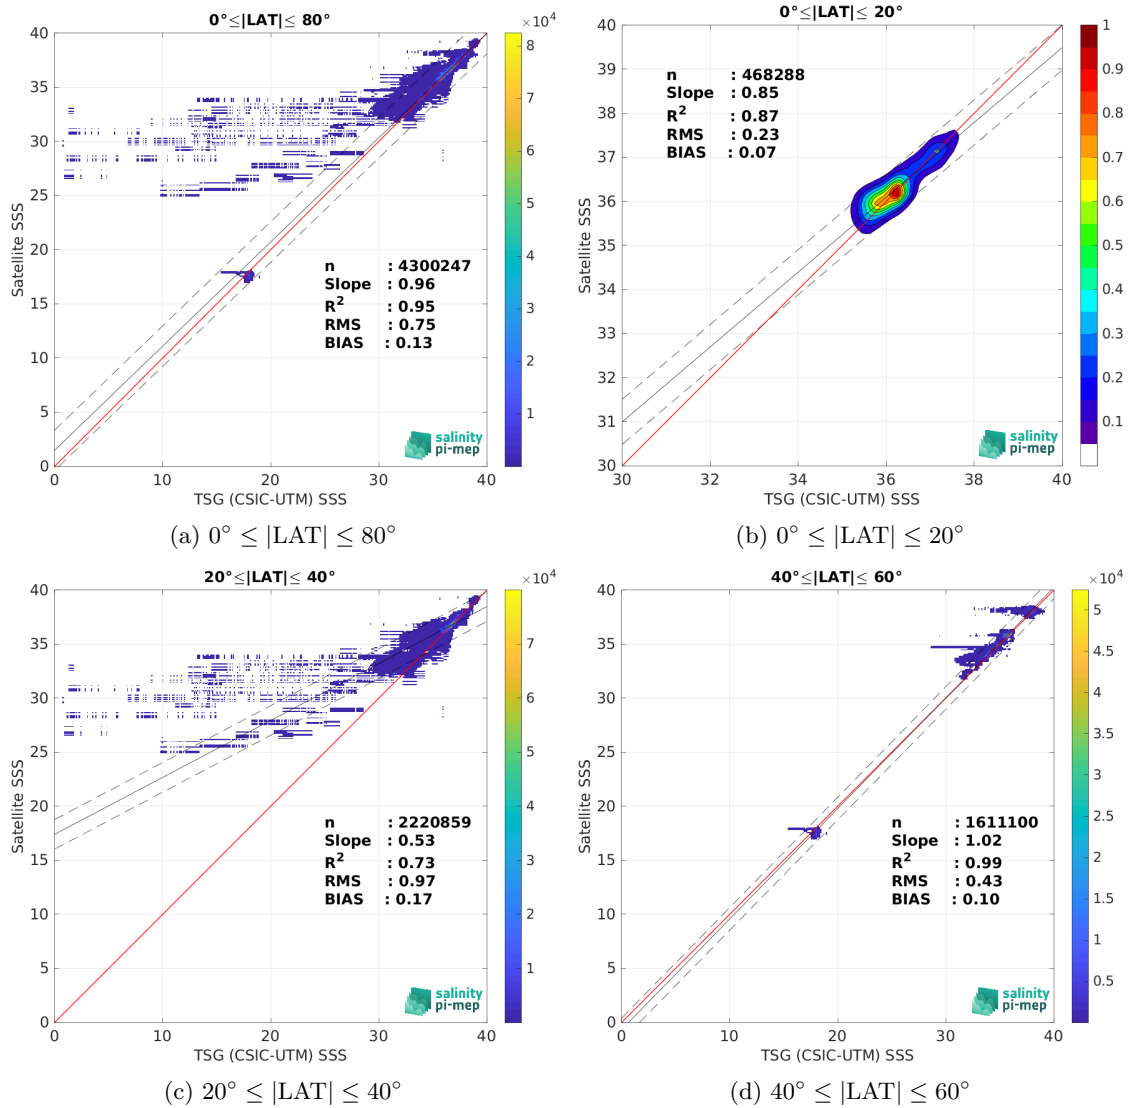 0°≤|LAT|≤ 80°
×10⁴
40
35
30
25
20
15
10
5
0
0
10
20
30
40
8
7
6
5
4
3
2
1
Satellite SSS
TSG (CSIC-UTM) SSS
n : 4300247
Slope : 0.96
R² : 0.95
RMS : 0.75
BIAS : 0.13
salinity
pi-mep
(a) 0° ≤ |LAT| ≤ 80°
0°≤|LAT|≤ 20°
40
39
38
37
36
35
34
33
32
31
30
30
32
34
36
38
40
1
0.9
0.8
0.7
0.6
0.5
0.4
0.3
0.2
0.1
Satellite SSS
TSG (CSIC-UTM) SSS
n : 468288
Slope : 0.85
R² : 0.87
RMS : 0.23
BIAS : 0.07
salinity
pi-mep
(b) 0° ≤ |LAT| ≤ 20°
20°≤|LAT|≤ 40°
×10⁴
40
35
30
25
20
15
10
5
0
0
10
20
30
40
7
6
5
4
3
2
1
Satellite SSS
TSG (CSIC-UTM) SSS
n : 2220859
Slope : 0.53
R² : 0.73
RMS : 0.97
BIAS : 0.17
salinity
pi-mep
(c) 20° ≤ |LAT| ≤ 40°
40°≤|LAT|≤ 60°
×10⁴
40
35
30
25
20
15
10
5
0
0
10
20
30
40
5
4.5
4
3.5
3
2.5
2
1.5
1
0.5
Satellite SSS
TSG (CSIC-UTM) SSS
n : 1611100
Slope : 1.02
R² : 0.99
RMS : 0.43
BIAS : 0.10
salinity
pi-mep
(d) 40° ≤ |LAT| ≤ 60°